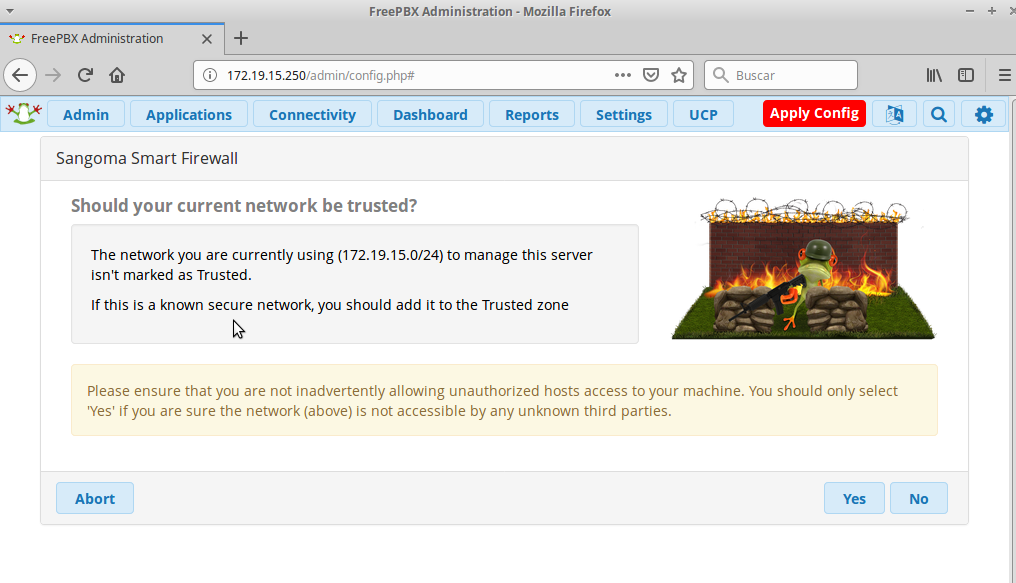 FreePBX Administration - Mozilla Firefox
FreePBX Administration
172.19.15.250/admin/config.php#
Buscar
Admin
Applications
Connectivity
Dashboard
Reports
Settings
UCP
Apply Config
Sangoma Smart Firewall
Should your current network be trusted?
The network you are currently using (172.19.15.0/24) to manage this server
isn't marked as Trusted.
If this is a known secure network, you should add it to the Trusted zone
Please ensure that you are not inadvertently allowing unauthorized hosts access to your machine. You should only select
'Yes' if you are sure the network (above) is not accessible by any unknown third parties.
Abort
Yes
No